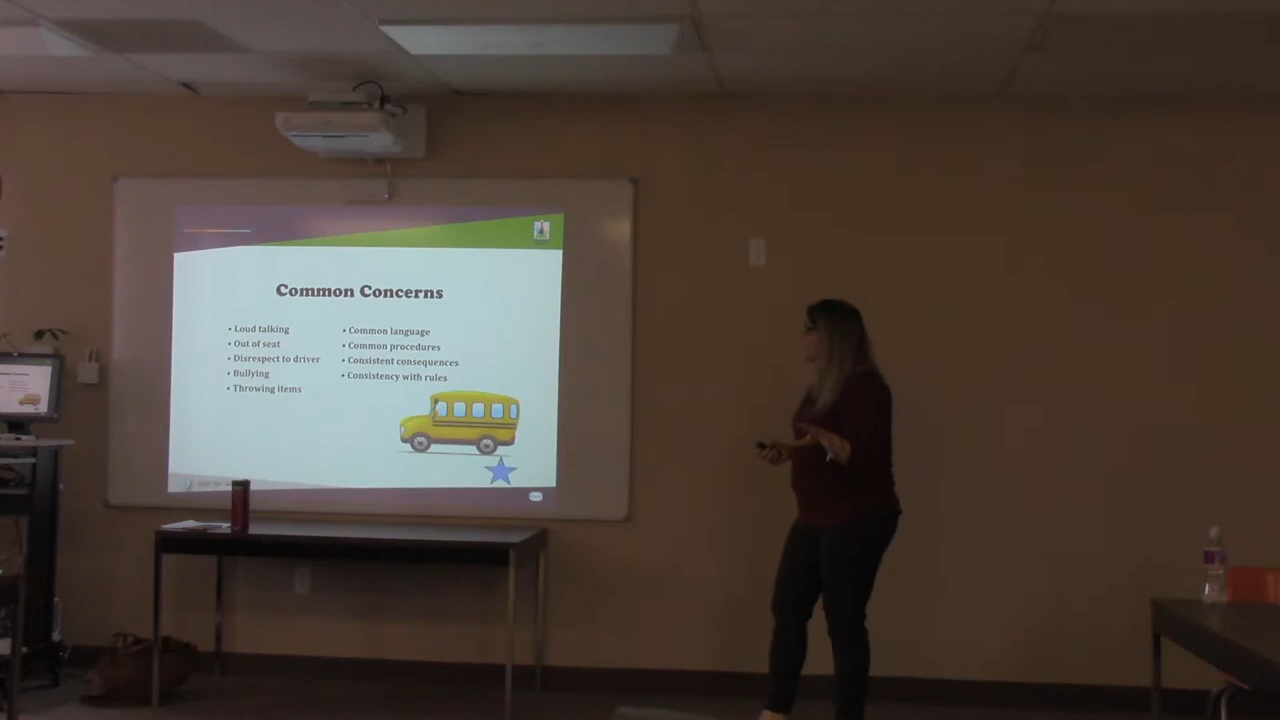 Common Concerns
• Loud talking
• Out of seat
• Disrespect to driver
• Bullying
• Throwing items
• Common language
• Common procedures
• Consistent consequences
• Consistency with rules